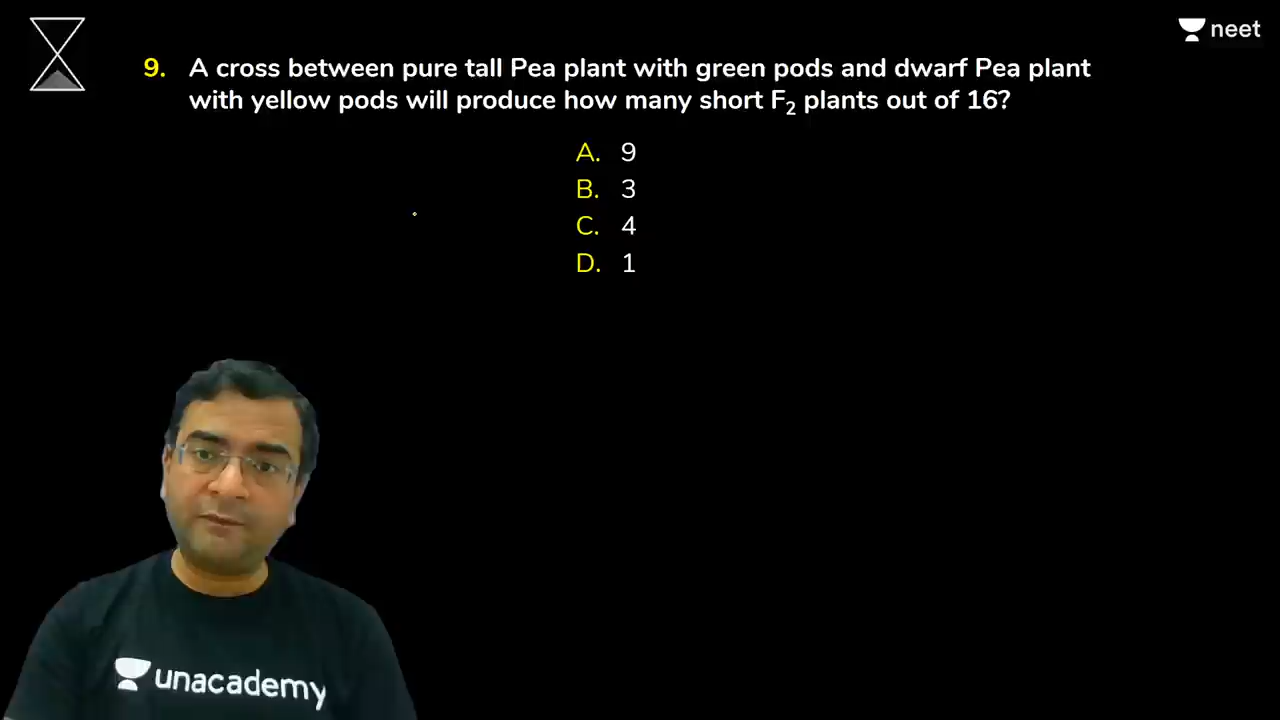 neet
9. A cross between pure tall Pea plant with green pods and dwarf Pea plant
with yellow pods will produce how many short F₂ plants out of 16?
A. 9
B. 3
C. 4
D. 1
unacademy